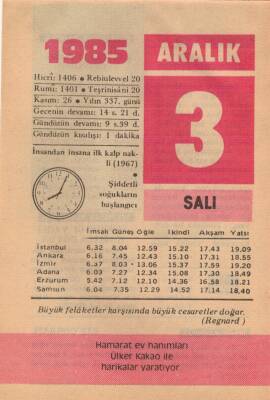 1985
ARALIK
Hicrî: 1406 • Rebiulevvel 20
Rumî: 1401 • Teşrinisâni 20
Kasım: 26 • Yılın 337. günü
Gecenin devamı: 14 s. 21 d.
Gündüzün devamı: 9 s. 39 d.
Gündüzün kısalışı: 1 dakika
İnsandan insana ilk kalp nak-
li (1967)
•
Şiddetli
soğukların
başlangıcı
3
SALI
İmsak Güneş Öğle İkindi Akşam Yatsı
İstanbul 6.32 8.04 12.59 15.22 17.43 19,09
Ankara 6.16 7.45 12.43 15.10 17.31 18.55
İzmir 6.37 8.03 13.06 15.37 17.59 19.20
Adana 6.03 7.27 12.34 15.08 17.30 18.49
Erzurum 5.42 7.12 12.10 14.36 16.58 18.21
Samsun 6.04 7.35 12.29 14.52 17.14 18.40
Büyük felâketler karşısında büyük cesaretler doğar.
(Regnard)
Hamarat ev hanımları
Ülker Kakao ile
harikalar yaratıyor